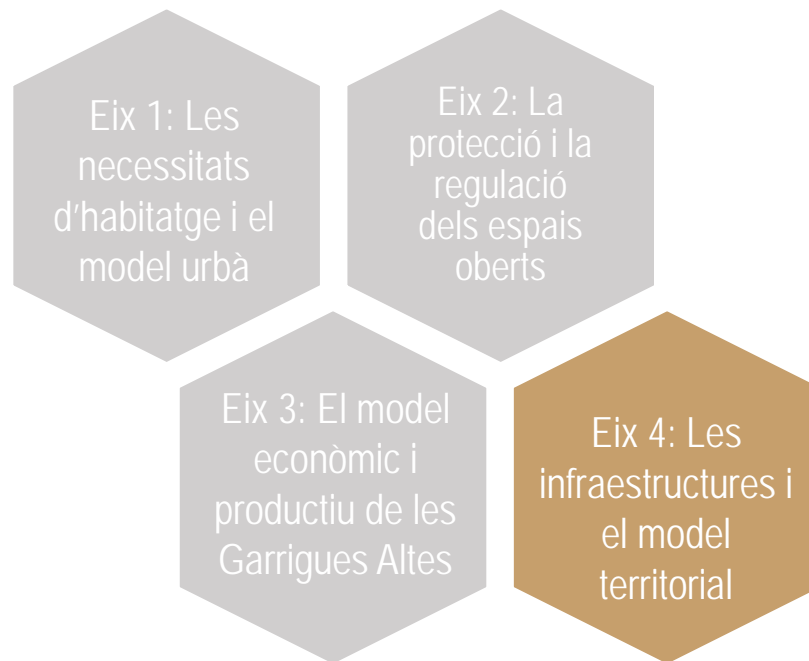 Eix 1: Les
necessitats
d'habitatge i el
model urbà
Eix 2: La
protecció i la
regulació
dels espais
oberts
Eix 3: El model
econòmic i
productiu de les
Garrigues Altes
Eix 4: Les
infraestructures i
el model
territorial